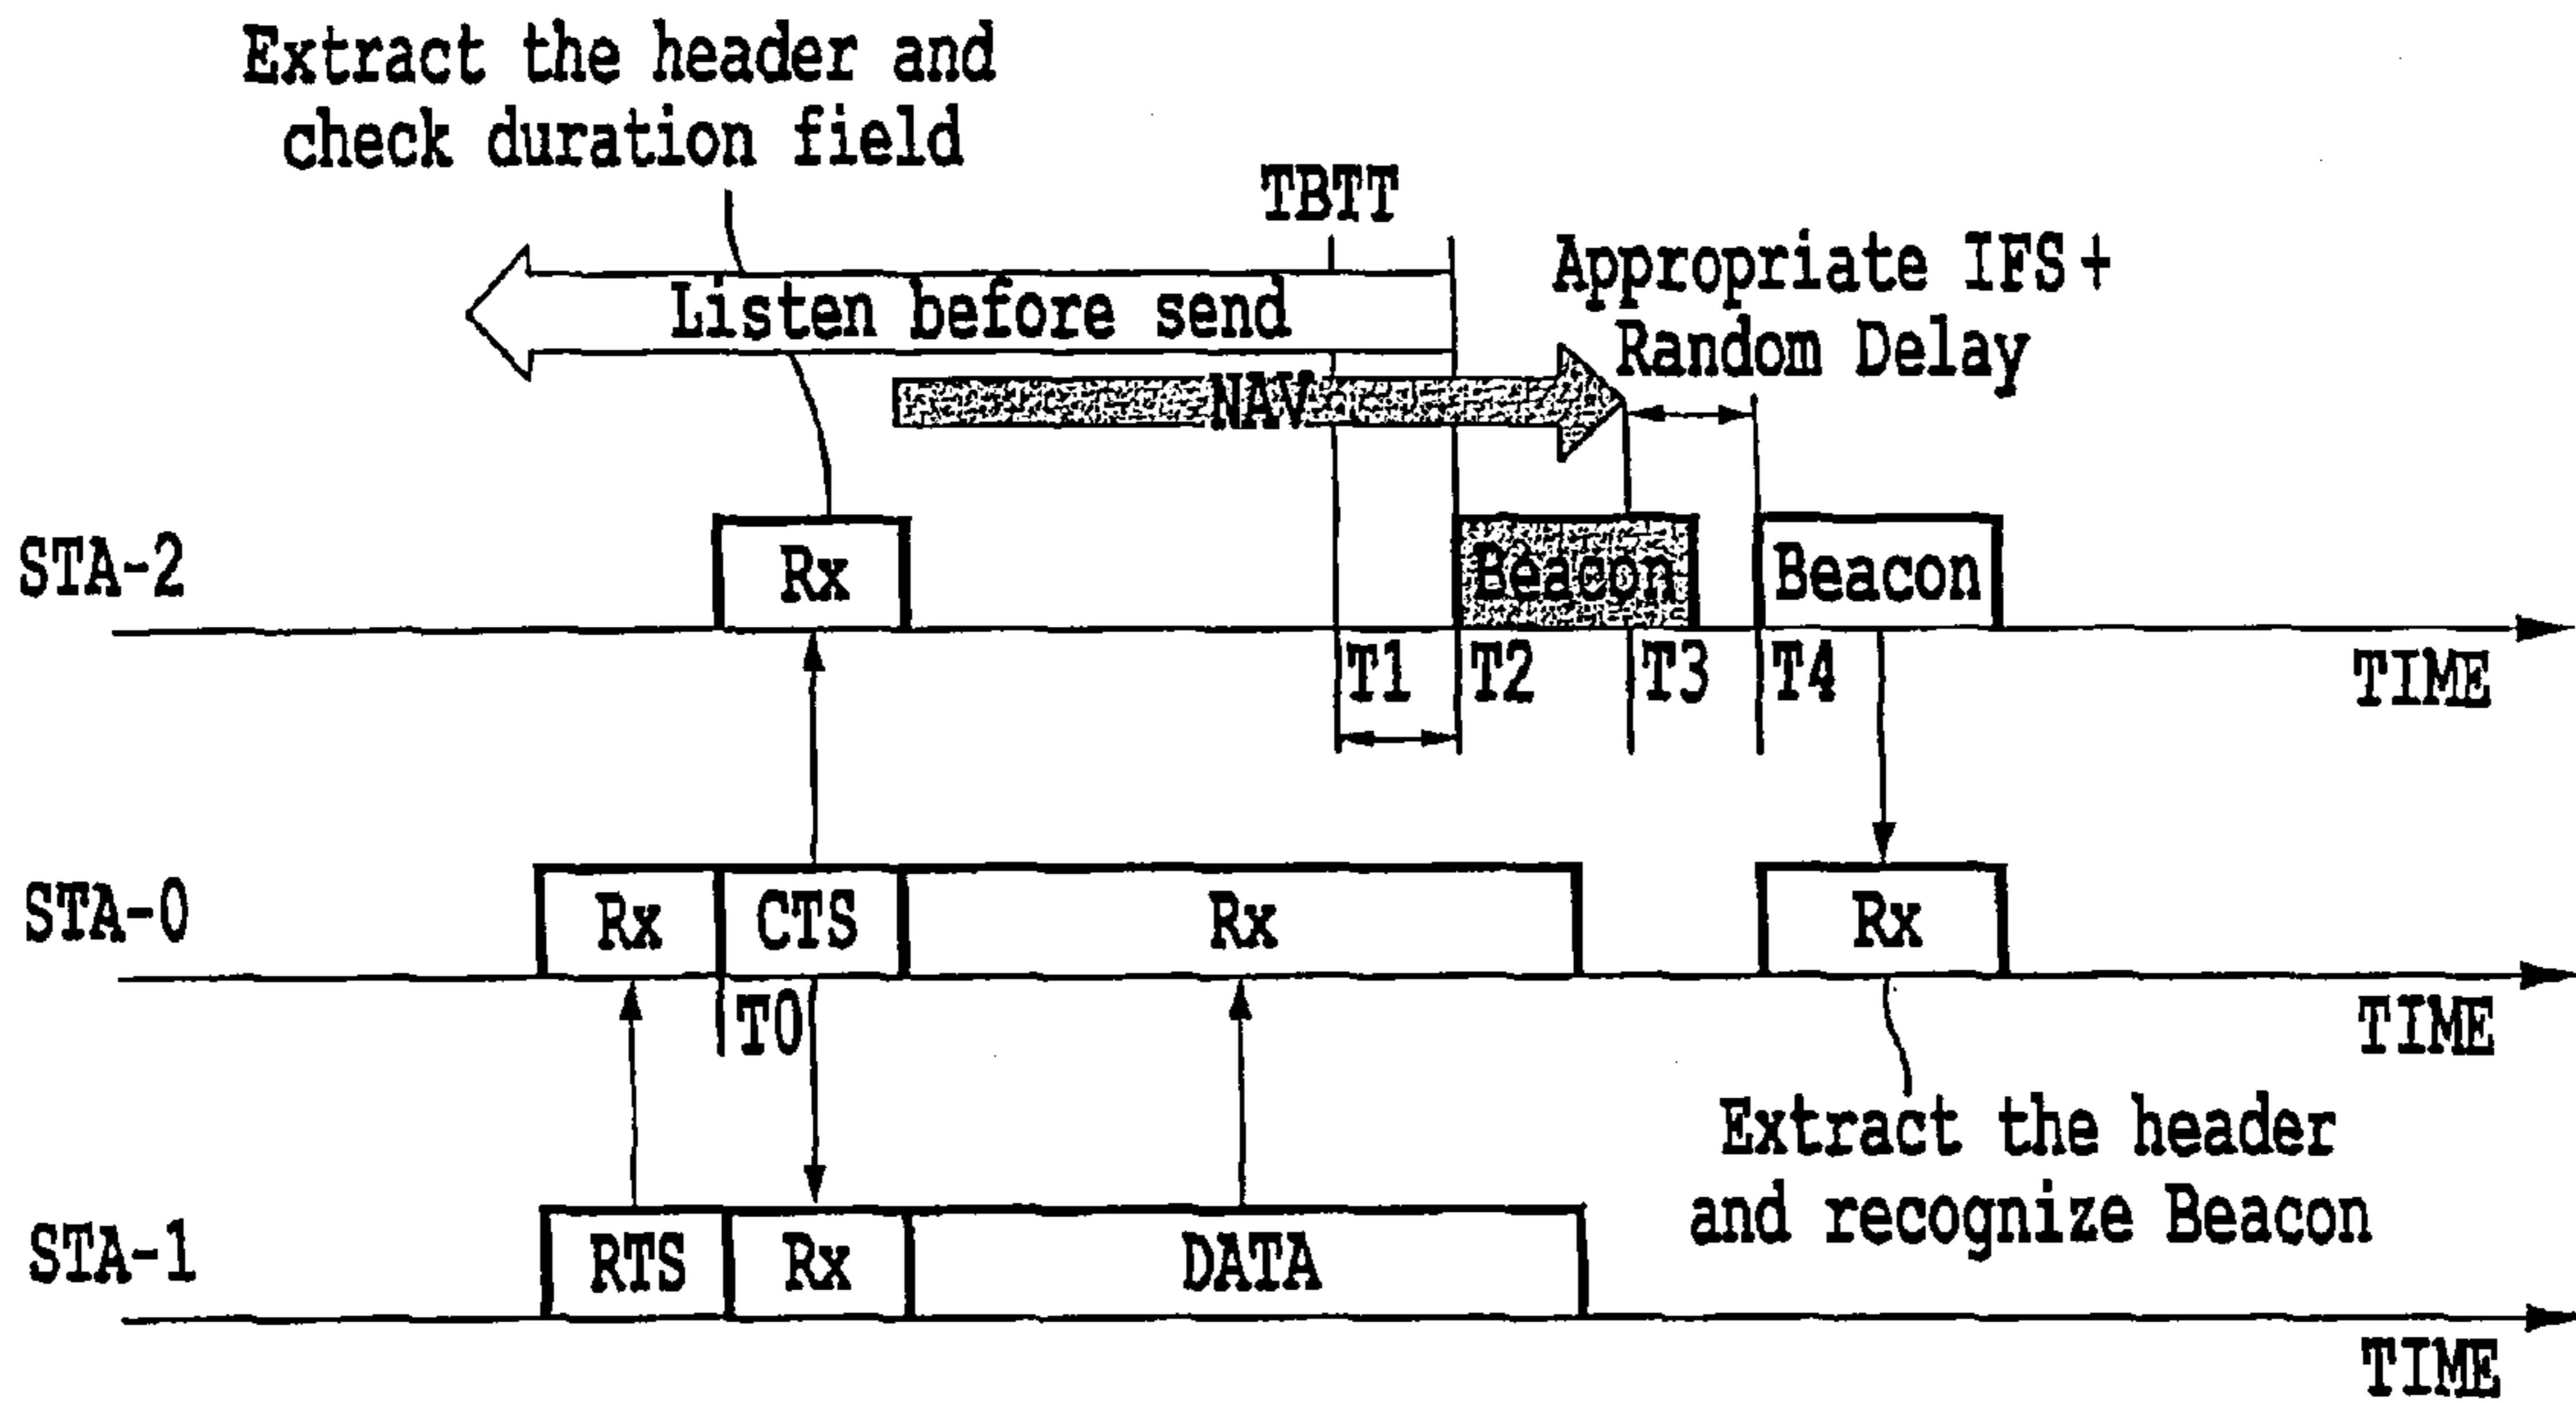 Extract the header and
check duration field
TBTT
Appropriate IFS+
Random Delay
Listen before send
NAV
STA-2
Rx
Beacon
Beacon
T1
T2
T3
T4
TIME
STA-0
Rx
CTS
Rx
Rx
T0
TIME
Extract the header
and recognize Beacon
STA-1
RTS
Rx
DATA
TIME